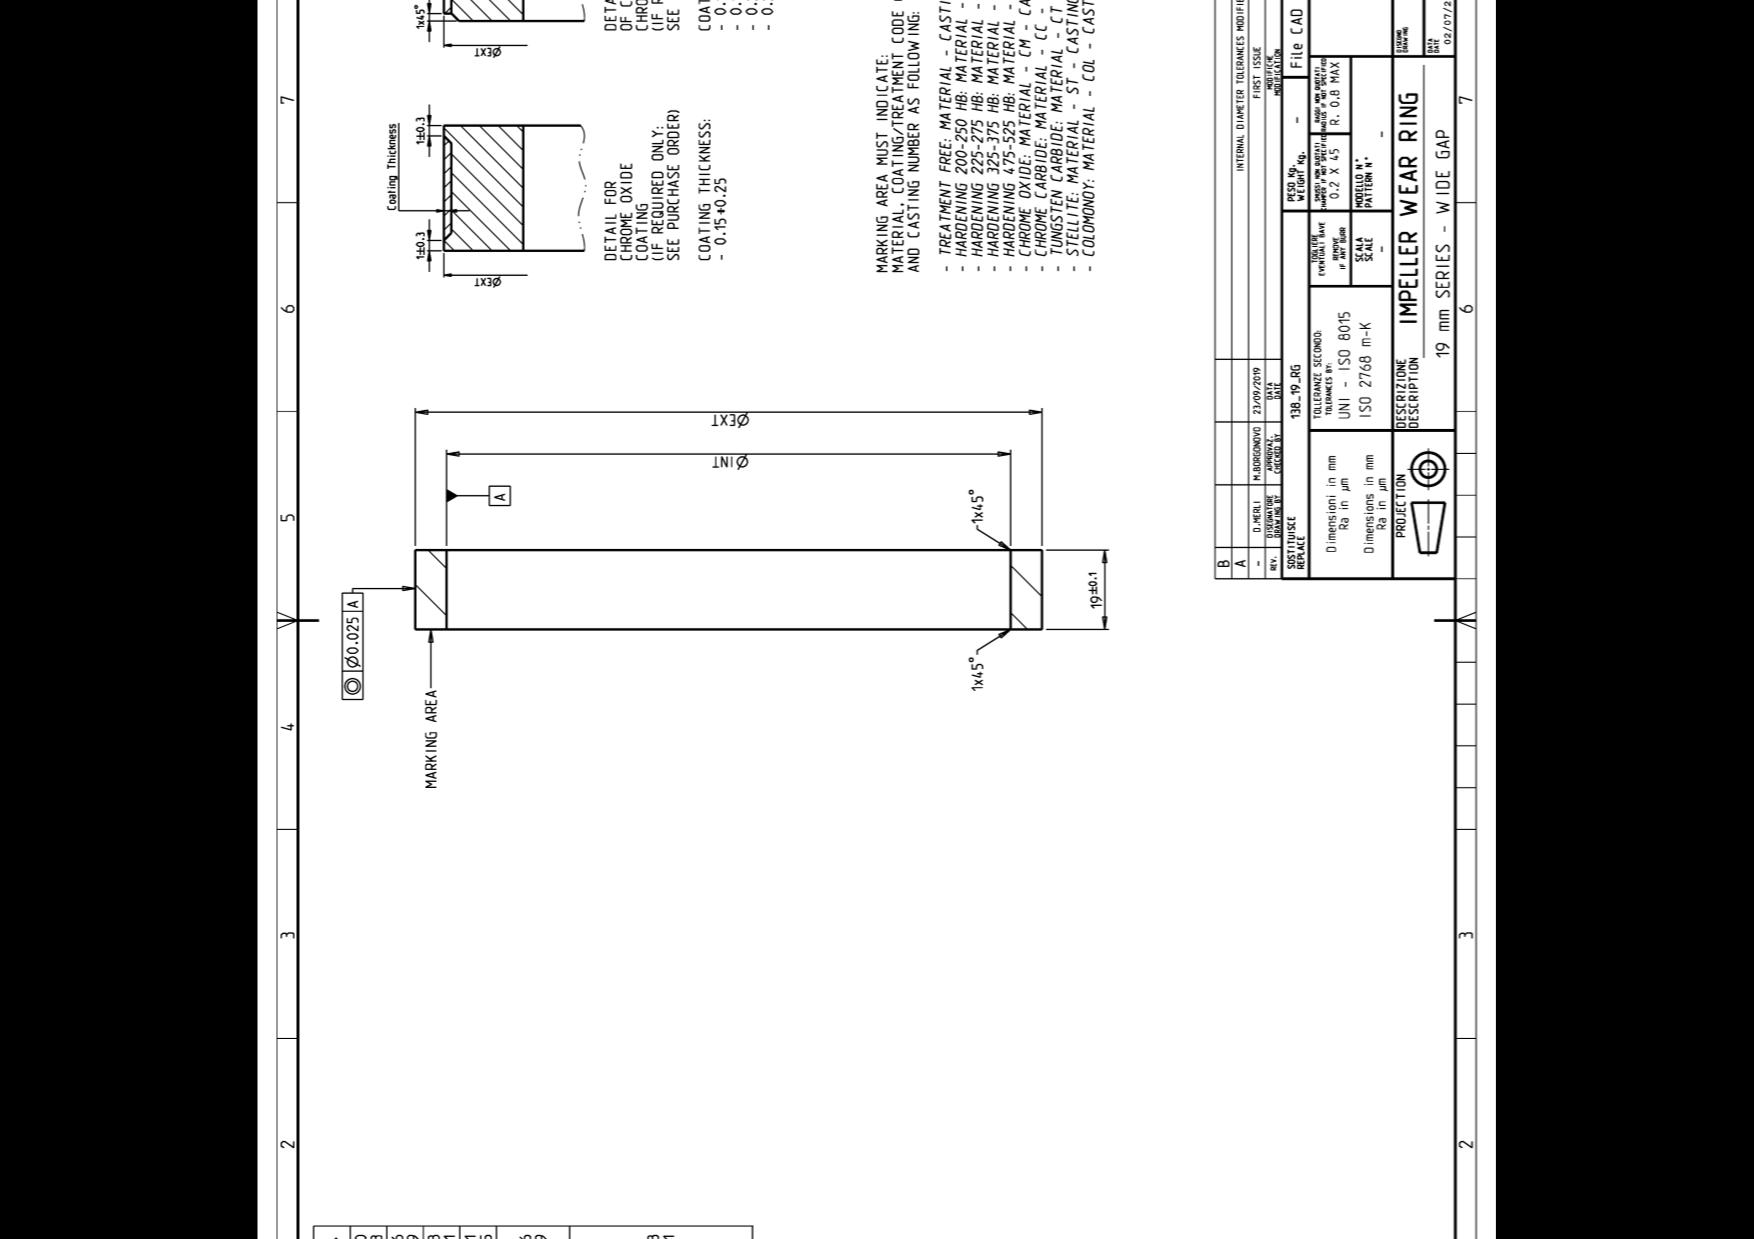 7
6
5
4
3
2
1x45°
ØEXT
Coating Thickness
1±0.3
1±0.3
ØEXT
DETAIL FOR
CHROME OXIDE
COATING
(IF REQUIRED ONLY:
SEE PURCHASE ORDER)
COATING THICKNESS:
- 0.15 +0.25
(IF R
SEE
MARKING AREA MUST INDICATE:
MATERIAL, COATING/TREATMENT CODE
AND CASTING NUMBER AS FOLLOWING:
- TREATMENT FREE: MATERIAL - CASTI
- HARDENING 200-250 HB: MATERIAL -
- HARDENING 225-275 HB: MATERIAL -
- HARDENING 325-375 HB: MATERIAL -
- HARDENING 475-525 HB: MATERIAL -
- CHROME OXIDE: MATERIAL - CM - CA
- CHROME CARBIDE: MATERIAL - CC -
- TUNGSTEN CARBIDE: MATERIAL - CT
- STELLITE: MATERIAL - ST - CASTING
- COLOMONOY: MATERIAL - COL - CAST
ØEXT
ØINT
A
1x45°
1x45°
19±0.1
Ø0.025 A
MARKING AREA
B
A INTERNAL DIAMETER TOLERANCES MODIFI
- D.MERLI M.BORGONOVO 23/09/2019 FIRST ISSUE
REV. DISEGNATORE DRAWING BY APPROVAZ. CHECKED BY DATA DATE MODIFICHE MODIFICATION
SOSTITUISCE
REPLACE
138_19_RG
PESO Kg.
WEIGHT Kg.
-
File CAD
Dimensioni in mm
Ra in µm
Dimensions in mm
Ra in µm
TOLLERANZE SECONDO:
TOLERANCES BY:
UNI - ISO 8015
ISO 2768 m-K
TOGLIERE
EVENTUALI BAVE
REMOVE
IF ANY BURR
SMUSSI NON QUOTATI
CHAMFER IF NOT SPECIFIED
0.2 X 45
RAGGI NON QUOTATI
RADIUS IF NOT SPECIFIED
R. 0.8 MAX
SCALA
SCALE
-
MODELLO N°
PATTERN N°
-
PROJECTION
DESCRIZIONE
DESCRIPTION
IMPELLER WEAR RING
19 mm SERIES - WIDE GAP
DISEGNO
DRAWING
DATA
DATE
02/07/2
7
6
5
4
3
2